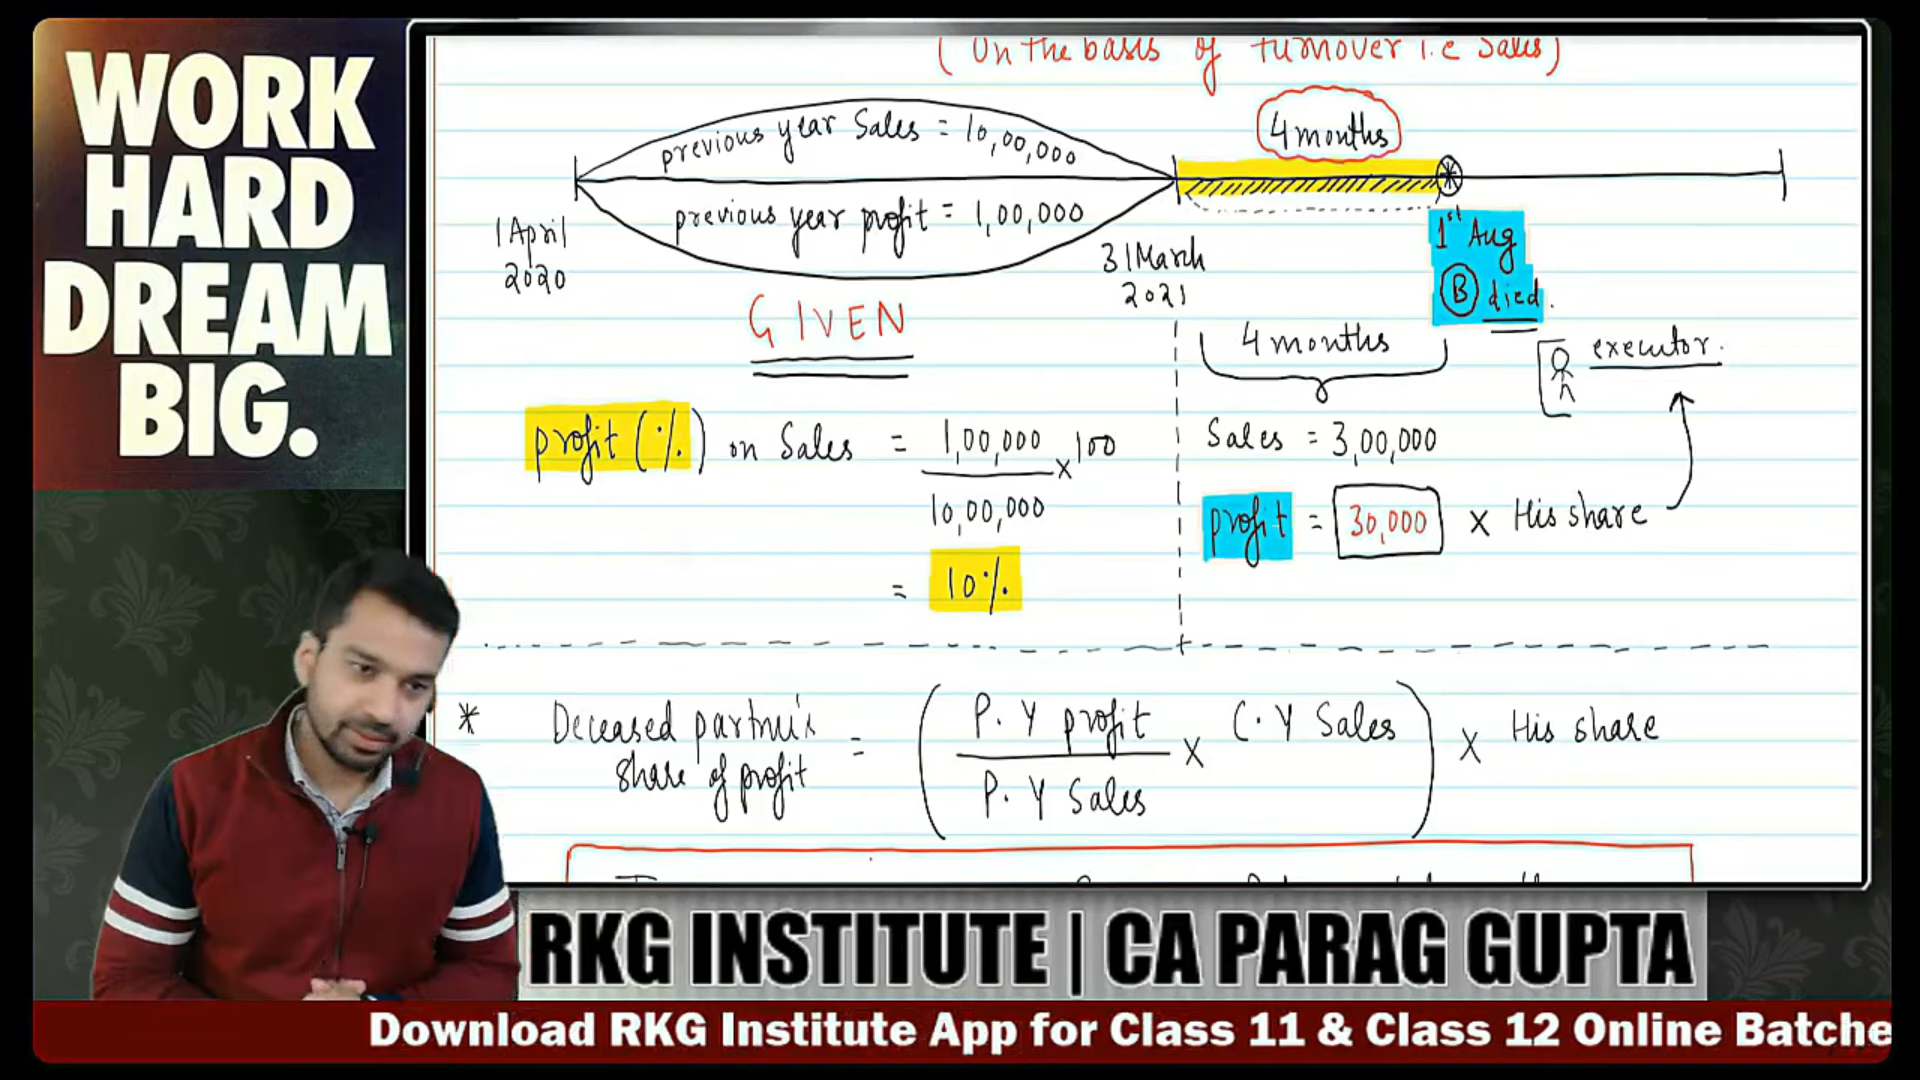 WORK
HARD
DREAM
BIG.
(On the basis of turnover i.e Sales)
previous year Sales = 10,00,000
4 months
previous year profit = 1,00,000
1 April
2020
31 March
2021
1st Aug
B died.
GIVEN
4 months
executor.
profit (%) on Sales = 1,00,000 x 100
10,00,000
= 10%
Sales = 3,00,000
profit = 30,000 x His share
* Deceased partner's
share of profit = ( P.Y profit x C.Y Sales ) x His share
P.Y Sales
RKG INSTITUTE | CA PARAG GUPTA
Download RKG Institute App for Class 11 & Class 12 Online Batche